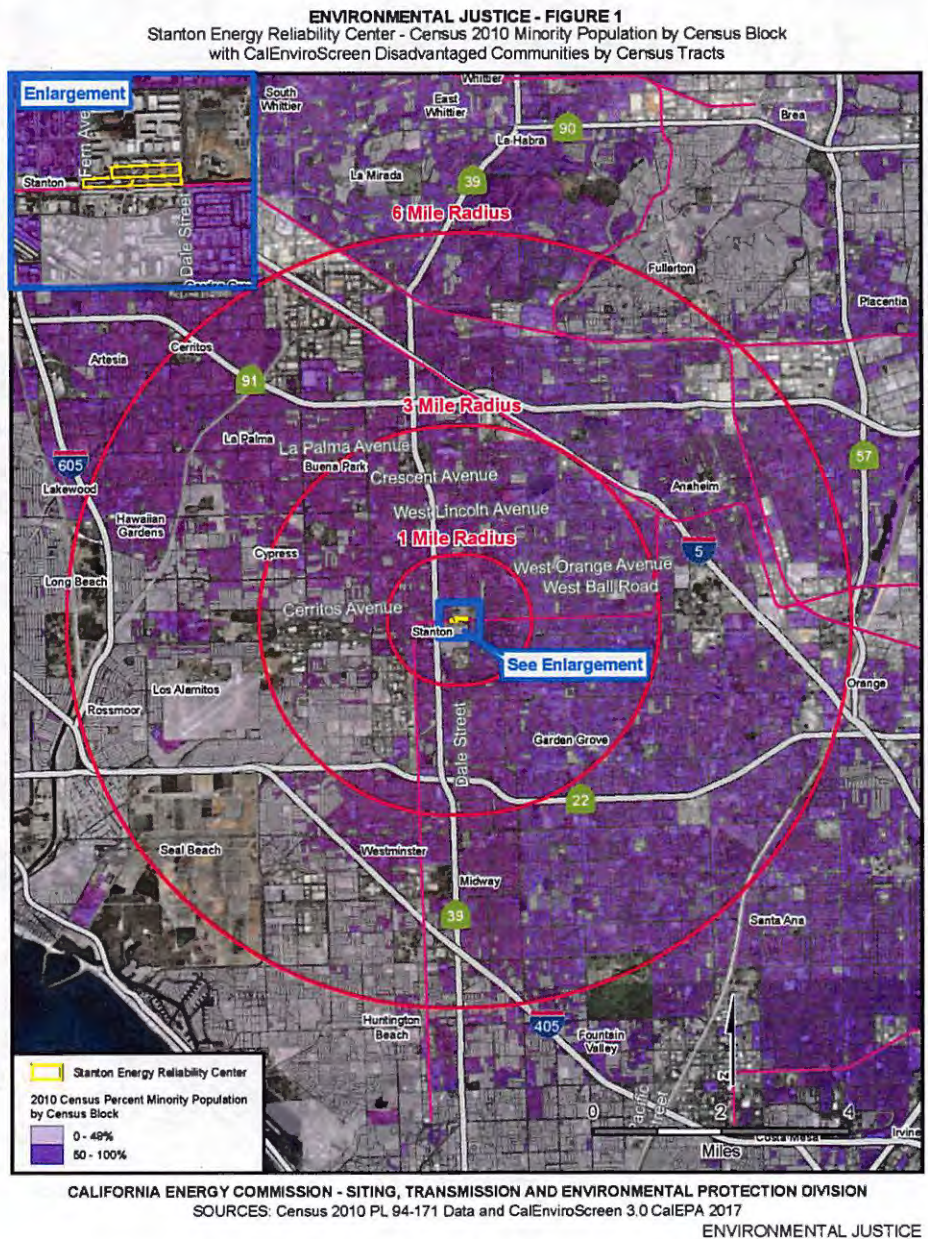 ENVIRONMENTAL JUSTICE - FIGURE 1
Stanton Energy Reliability Center - Census 2010 Minority Population by Census Block
with CalEnviroScreen Disadvantaged Communities by Census Tracts
Enlargement
Fern Ave
Stanton
Dale Street
South
Whittier
Whittier
East
Whittier
Brea
90
La Habra
La Mirada
39
6 Mile Radius
Fullerton
Placentia
Cerritos
Artesia
91
3 Mile Radius
La Palma
La Palma Avenue
Buena Park
Crescent Avenue
57
605
Lakewood
Anaheim
Hawaiian
Gardens
West Lincoln Avenue
1 Mile Radius
Cypress
5
West Orange Avenue
West Ball Road
Long Beach
Cerritos Avenue
Stanton
See Enlargement
Los Alamitos
Orange
Rossmoor
Dale Street
Garden Grove
22
Seal Beach
Westminster
Midway
39
Santa Ana
Huntington
Beach
405
Fountain
Valley
N
0
2
4
Miles
Costa Mesa
Irvine
Stanton Energy Reliability Center
2010 Census Percent Minority Population
by Census Block
0 - 49%
50 - 100%
CALIFORNIA ENERGY COMMISSION - SITING, TRANSMISSION AND ENVIRONMENTAL PROTECTION DIVISION
SOURCES: Census 2010 PL 94-171 Data and CalEnviroScreen 3.0 CalEPA 2017
ENVIRONMENTAL JUSTICE